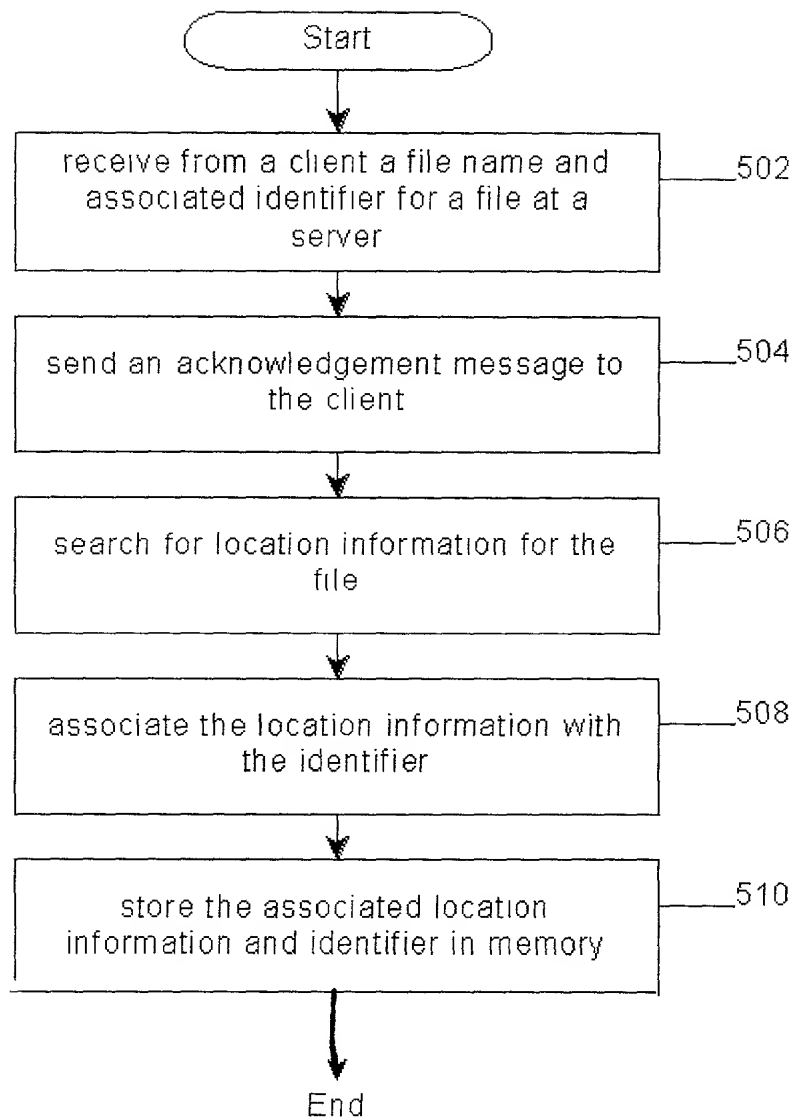 Start
receive from a client a file name and
associated identifier for a file at a
server
502
send an acknowledgement message to
the client
504
search for location information for the
file
506
associate the location information with
the identifier
508
store the associated location
information and identifier in memory
510
End